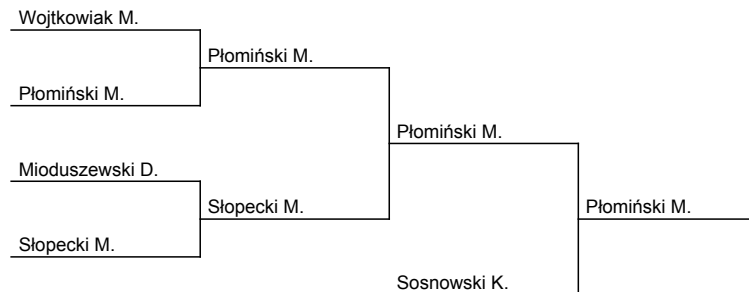 Wojtkowiak M.
Płomiński M.
Płomiński M.
Płomiński M.
Mioduszewski D.
Słopecki M.
Płomiński M.
Słopecki M.
Sosnowski K.